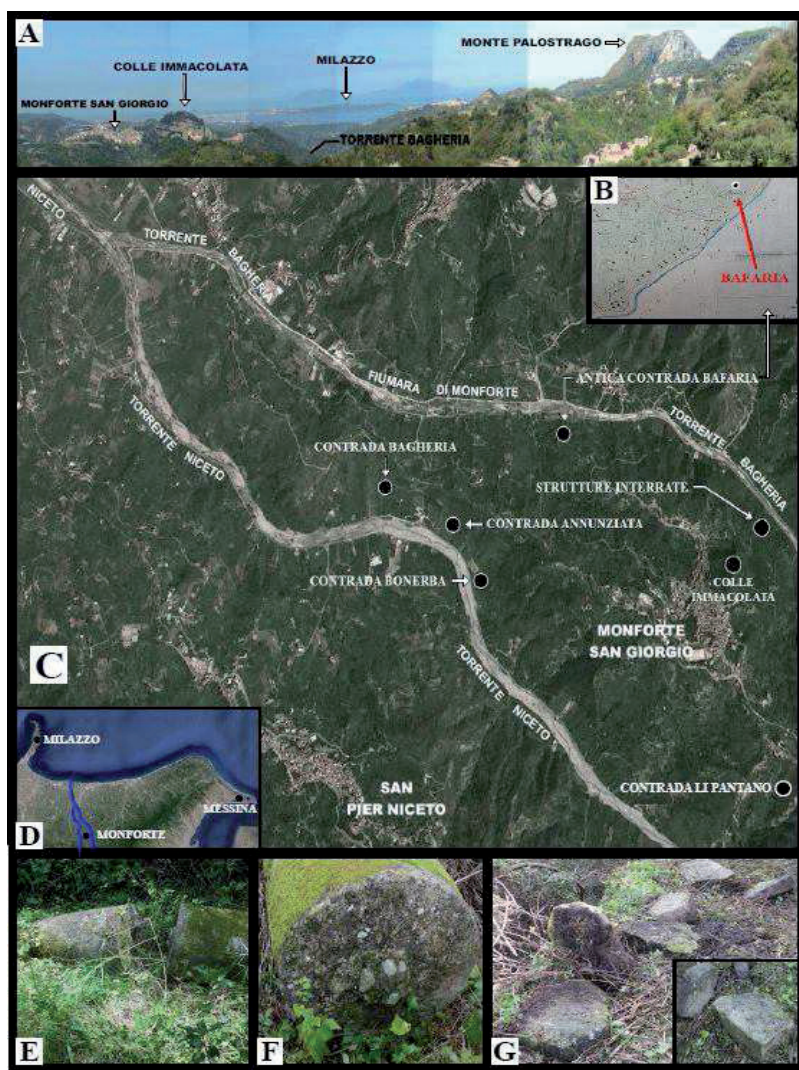 A
MONTE PALOSTRAGO
COLLE IMMACOLATA
MILAZZO
MONFORTE SAN GIORGIO
TORRENTE BAGHERIA
B
BAFARIA
NICETO
TORRENTE BAGHERIA
FIUMARA DI MONFORTE
ANTICA CONTRADA BAFARIA
TORRENTE BAGHERIA
TORRENTE NICETO
CONTRADA BAGHERIA
STRUTTURE INTERRATE
CONTRADA ANNUNZIATA
CONTRADA BONERBA
COLLE
IMMACOLATA
MONFORTE
SAN GIORGIO
C
TORRENTE NICETO
SAN
PIER NICETO
CONTRADA LI PANTANO
MILAZZO
MESSINA
MONFORTE
D
E
F
G